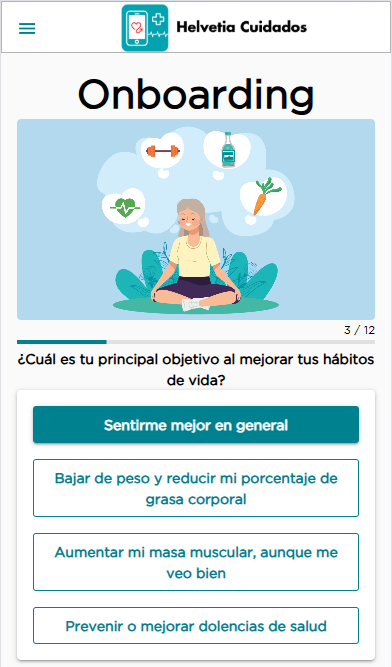 Helvetia Cuidados
Onboarding
3 / 12
¿Cuál es tu principal objetivo al mejorar tus hábitos
de vida?
Sentirme mejor en general
Bajar de peso y reducir mi porcentaje de
grasa corporal
Aumentar mi masa muscular, aunque me
veo bien
Prevenir o mejorar dolencias de salud